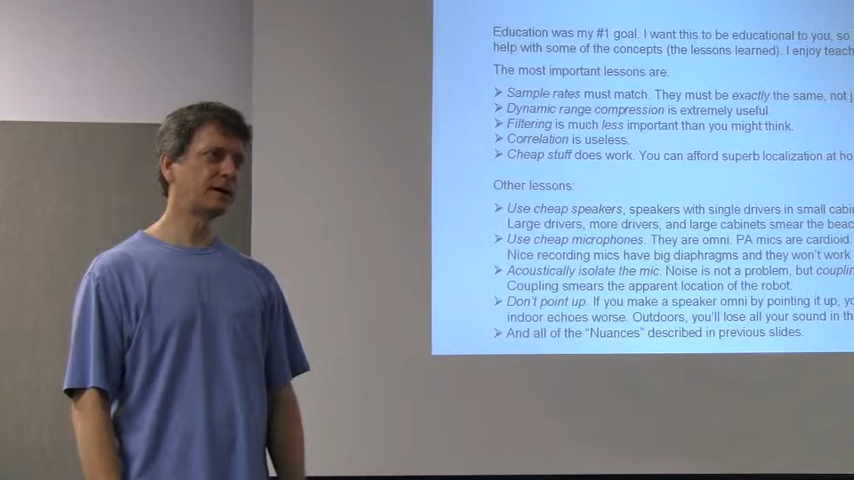 Education was my #1 goal. I want this to be educational to you, so
help with some of the concepts (the lessons learned). I enjoy teach
The most important lessons are:
➢ Sample rates must match. They must be exactly the same, not j
➢ Dynamic range compression is extremely useful.
➢ Filtering is much less important than you might think.
➢ Correlation is useless.
➢ Cheap stuff does work. You can afford superb localization at ho
Other lessons:
➢ Use cheap speakers, speakers with single drivers in small cabi
Large drivers, more drivers, and large cabinets smear the beac
➢ Use cheap microphones. They are omni. PA mics are cardioid.
Nice recording mics have big diaphragms and they won't work
➢ Acoustically isolate the mic. Noise is not a problem, but couplin
Coupling smears the apparent location of the robot.
➢ Don't point up. If you make a speaker omni by pointing it up, yo
indoor echoes worse. Outdoors, you'll lose all your sound in th
➢ And all of the "Nuances" described in previous slides.